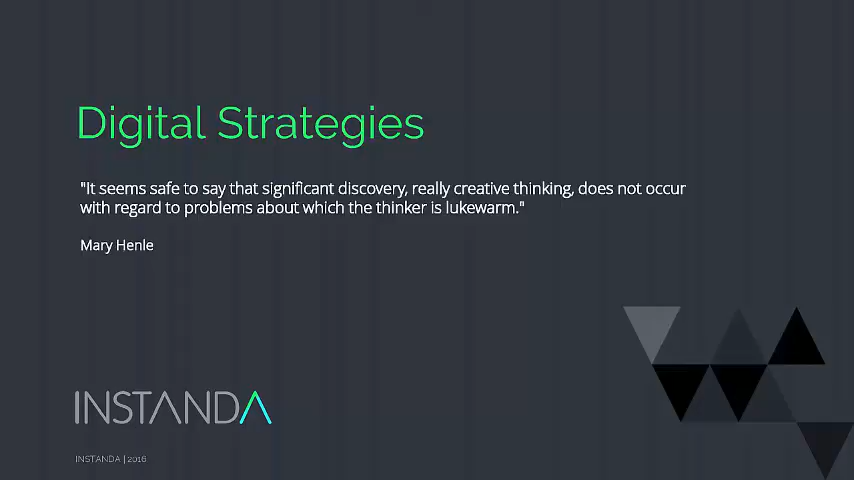 Digital Strategies
"It seems safe to say that significant discovery, really creative thinking, does not occur
with regard to problems about which the thinker is lukewarm."
Mary Henle
INSTANDA
INSTANDA | 2016